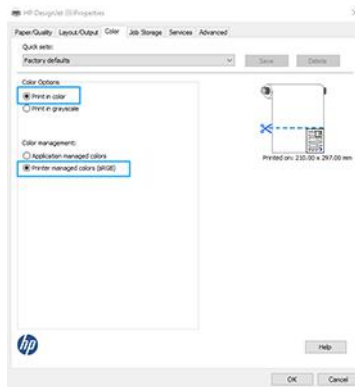 HP DesignJet (5)Properties
Paper/Quality Layout/Output Color Job Storage Services Advanced
Quick sets:
Factory defaults Save Delete
Color Options
Print in color
Print in grayscale
Printed on: 210.00 x 297.00 mm
Color management:
Application managed colors
Printer managed colors (sRGB)
hp
Help
OK Cancel